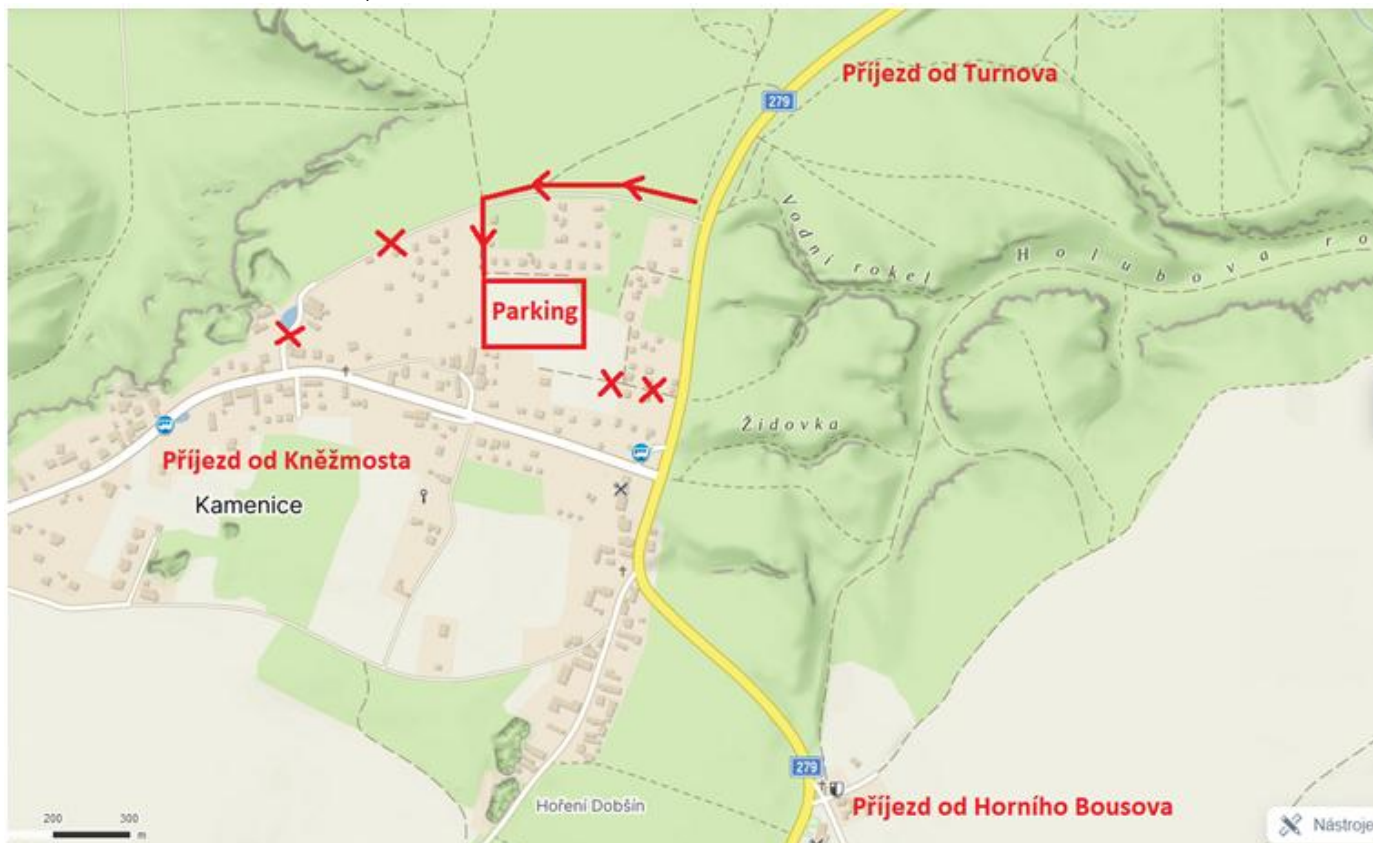 Příjezd od Turnova
279
Vodní rokel
Holubova ro
Parking
Židovka
Příjezd od Kněžmosta
Kamenice
279
Hoření Dobšín
Příjezd od Horního Bousova
200 300
m
Nástroje